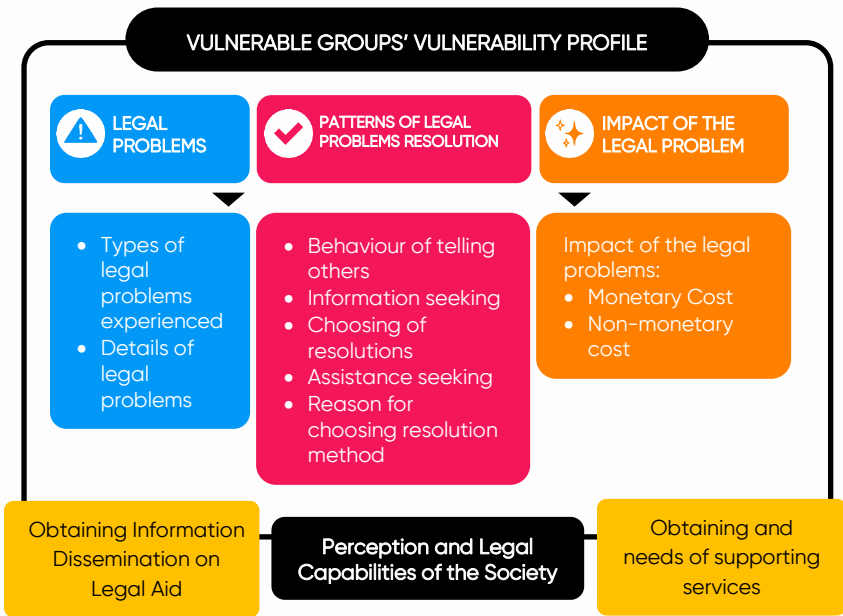 VULNERABLE GROUPS' VULNERABILITY PROFILE
LEGAL
PROBLEMS
PATTERNS OF LEGAL
PROBLEMS RESOLUTION
IMPACT OF THE
LEGAL PROBLEM
• Types of
legal
problems
experienced
• Details of
legal
problems
• Behaviour of telling
others
• Information seeking
• Choosing of
resolutions
• Assistance seeking
• Reason for
choosing resolution
method
Impact of the legal
problems:
• Monetary Cost
• Non-monetary
cost
Obtaining Information
Dissemination on
Legal Aid
Perception and Legal
Capabilities of the Society
Obtaining and
needs of supporting
services